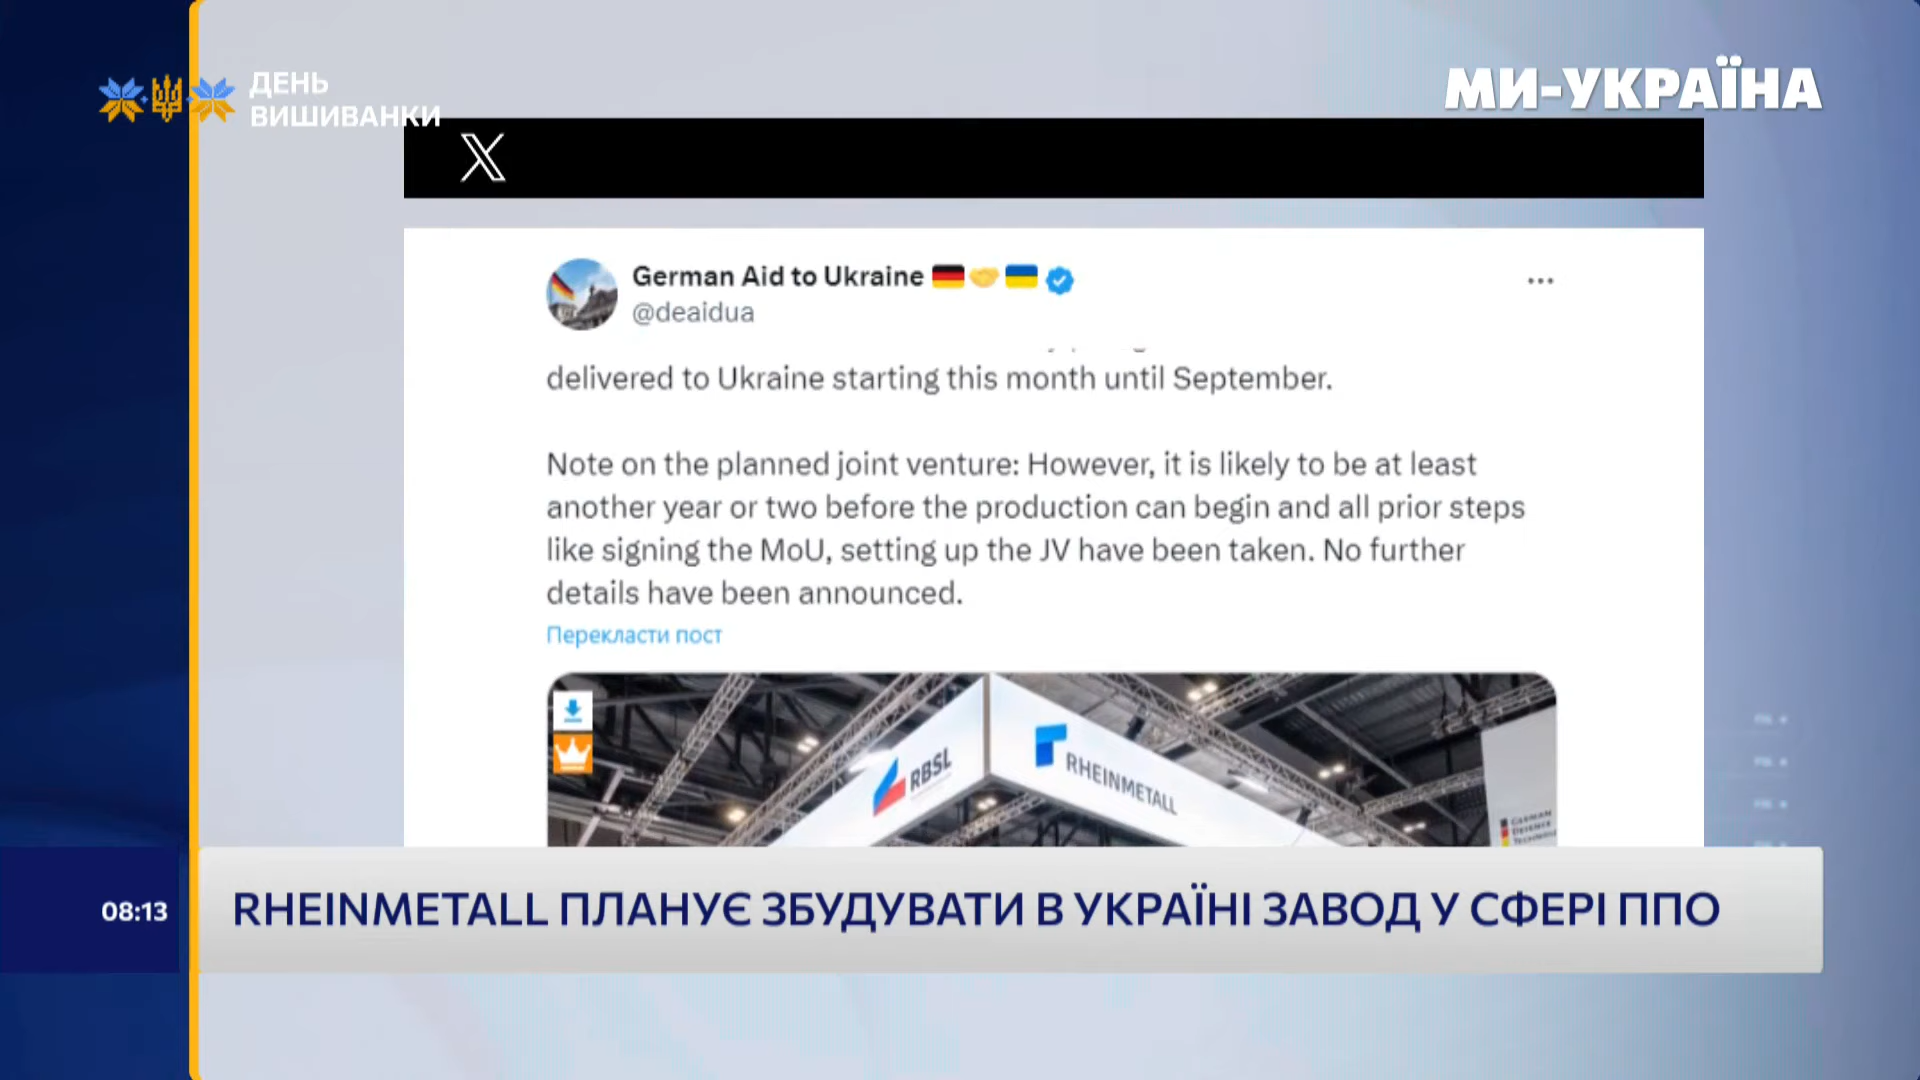 ДЕНЬ
ВИШИВАНКИ
МИ-УКРАЇНА
German Aid to Ukraine
@deaidua
delivered to Ukraine starting this month until September.
Note on the planned joint venture: However, it is likely to be at least
another year or two before the production can begin and all prior steps
like signing the MoU, setting up the JV have been taken. No further
details have been announced.
Перекласти пост
RBSL
RHEINMETALL
GERMAN
DEFENCE
TECHNOLOGY
08:13
RHEINMETALL ПЛАНУЄ ЗБУДУВАТИ В УКРАЇНІ ЗАВОД У СФЕРІ ППО